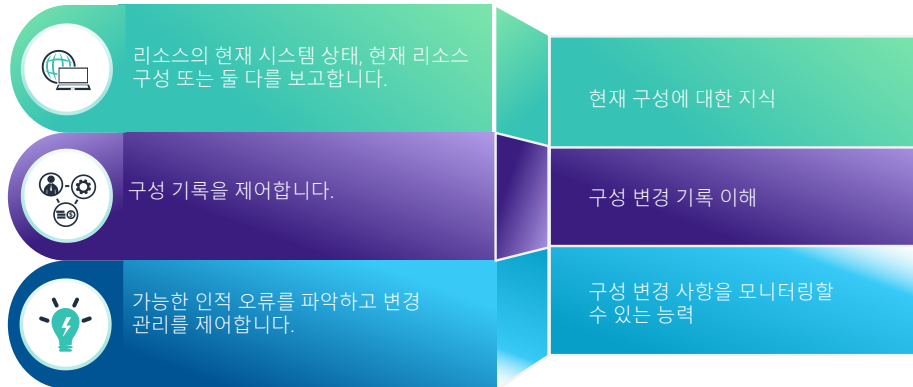 리소스의 현재 시스템 상태, 현재 리소스
구성 또는 둘 다를 보고합니다.
현재 구성에 대한 지식
구성 기록을 제어합니다.
구성 변경 기록 이해
가능한 인적 오류를 파악하고 변경
관리를 제어합니다.
구성 변경 사항을 모니터링할
수 있는 능력